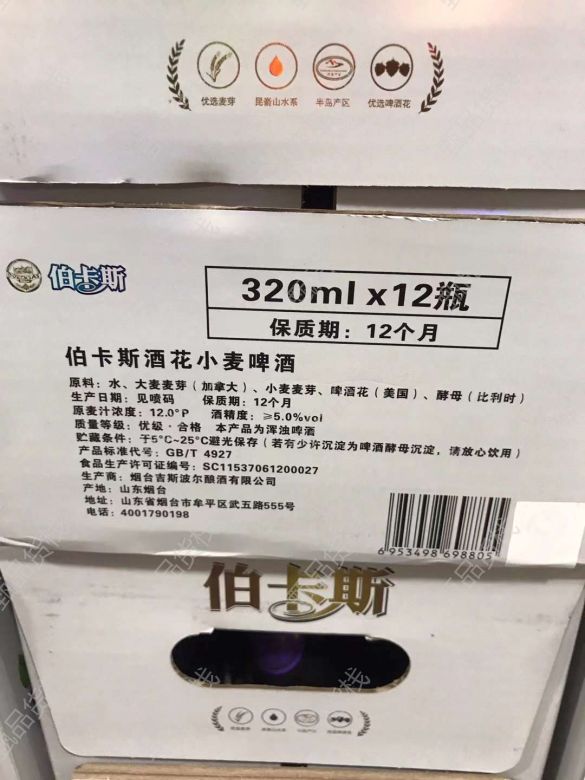 优选麦芽 昆嵛山水系 半岛产区 优选啤酒花
伯卡斯
320ml x12瓶
保质期：12个月
伯卡斯酒花小麦啤酒
原料：水、大麦麦芽（加拿大）、小麦麦芽、啤酒花（美国）、酵母（比利时）
生产日期：见喷码 保质期：12个月
原麦汁浓度：12.0°P 酒精度：≥5.0%vol
质量等级：优级·合格 本产品为浑浊啤酒
贮藏条件：于5°C~25°C避光保存（若有少许沉淀为啤酒酵母沉淀，请放心饮用）
产品标准代号：GB/T 4927
食品生产许可证编号：SC11537061200027
生产商：烟台吉斯波尔酿酒有限公司
产地：山东烟台
地址：山东省烟台市牟平区武五路555号
电话：4001790198
6 953498 698805
伯卡斯